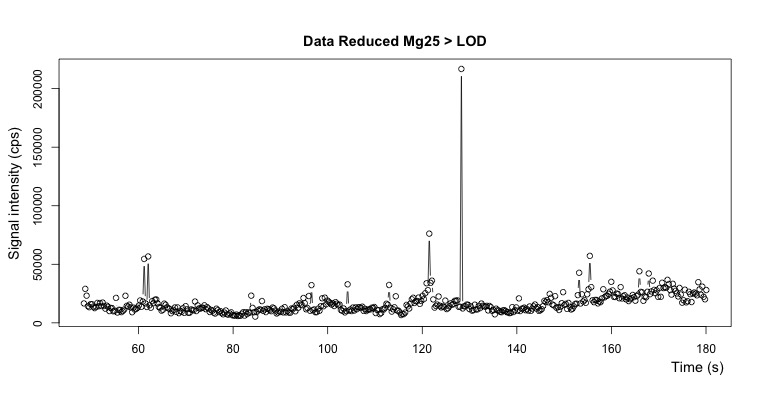 Data Reduced Mg25 > LOD
Signal intensity (cps)
200000
150000
100000
50000
0
60 80 100 120 140 160 180
Time (s)